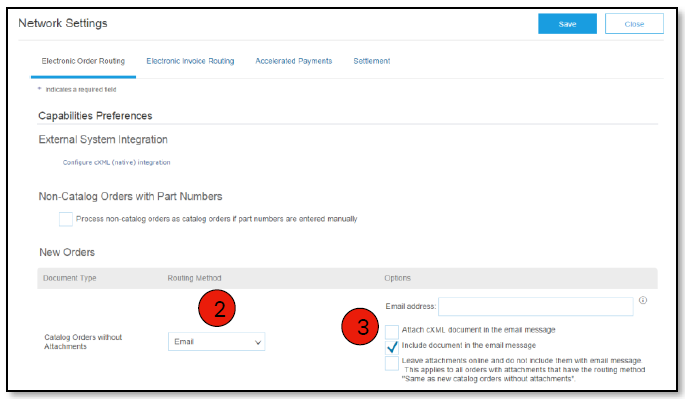 Network Settings
Save
Close
Electronic Order Routing
Electronic Invoice Routing
Accelerated Payments
Settlement
* Indicates a required field
Capabilities Preferences
External System Integration
Configure cXML (native) integration
Non-Catalog Orders with Part Numbers
Process non-catalog orders as catalog orders if part numbers are entered manually
New Orders
Document Type
Routing Method
Options
2
Email address:
3
Attach cXML document in the email message
Catalog Orders without
Attachments
Email
Include document in the email message
Leave attachments online and do not include them with email message.
This applies to all orders with attachments that have the routing method
"Same as new catalog orders without attachments".